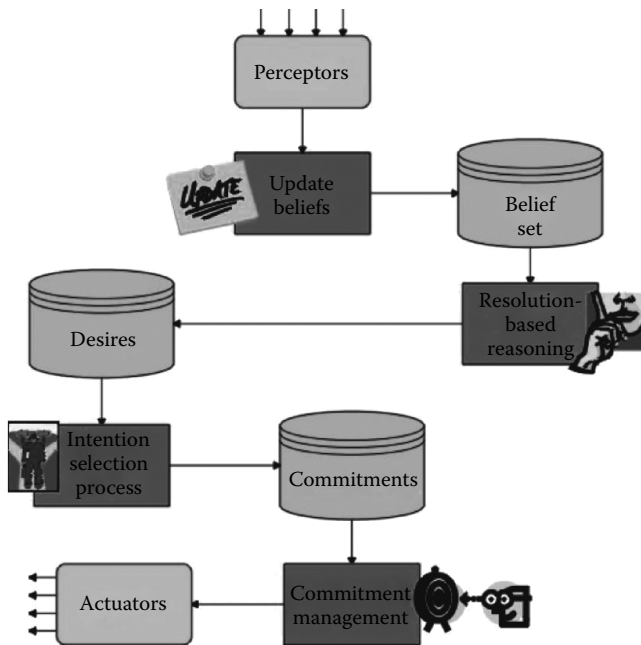 Perceptors
UPDATE
Update
beliefs
Belief
set
Resolution-
based
reasoning
Desires
Intention
selection
process
Commitments
Actuators
Commitment
management